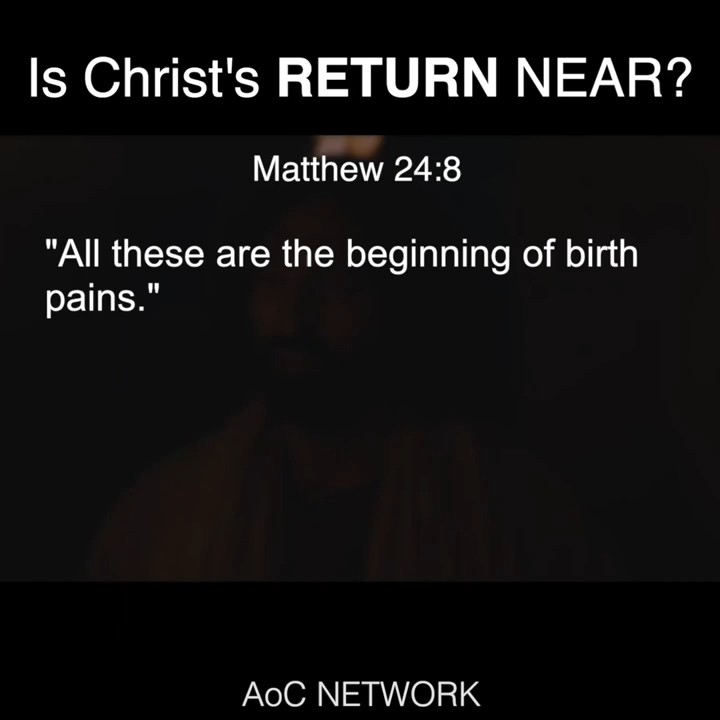 Is Christ's RETURN NEAR?
Matthew 24:8
"All these are the beginning of birth
pains."
AoC NETWORK